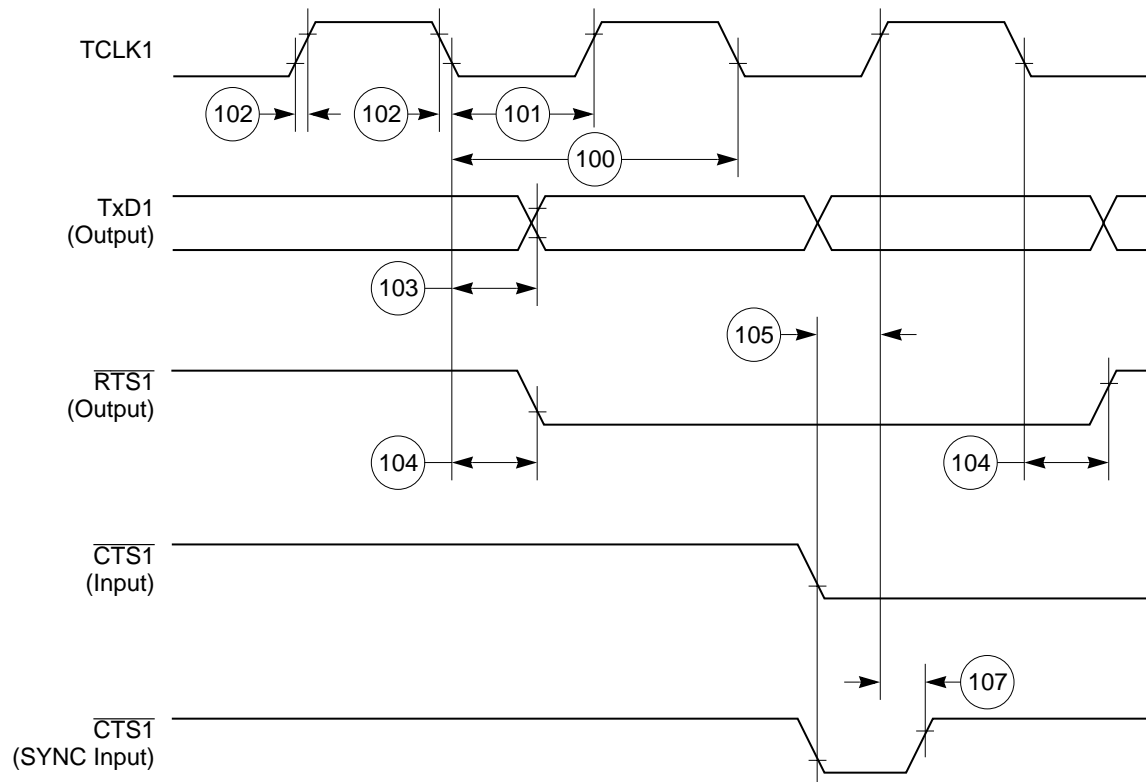 TCLK1
102
102
101
100
TxD1
(Output)
103
105
RTS1
(Output)
104
104
CTS1
(Input)
107
CTS1
(SYNC Input)